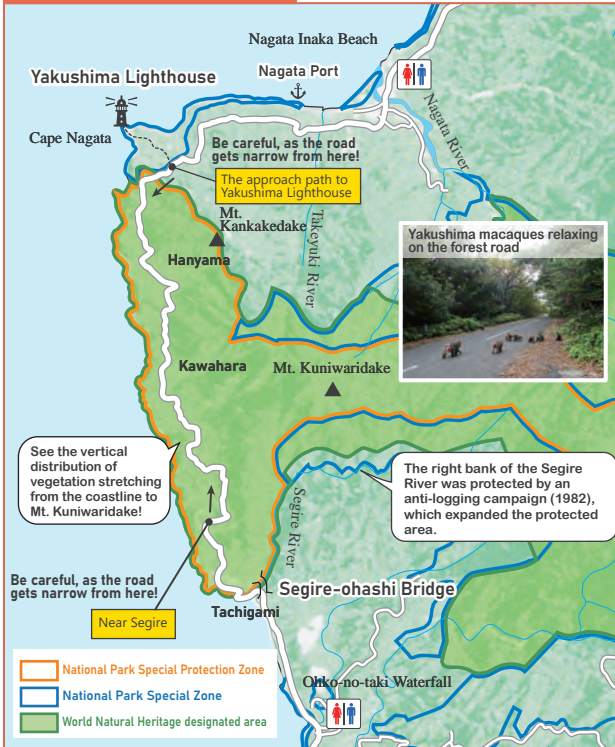 Nagata Inaka Beach
Yakushima Lighthouse
Nagata Port
Nagata River
Cape Nagata
Be careful, as the road
gets narrow from here!
The approach path to
Yakushima Lighthouse
Mt.
Kankakedake
Takeyuki River
Yakushima macaques relaxing
on the forest road
Hanyama
Kawahara
Mt. Kuniwaridake
See the vertical
distribution of
vegetation stretching
from the coastline to
Mt. Kuniwaridake!
The right bank of the Segire
River was protected by an
anti-logging campaign (1982),
which expanded the protected
area.
Segire River
Be careful, as the road
gets narrow from here!
Near Segire
Segire-ohashi Bridge
Tachigami
National Park Special Protection Zone
National Park Special Zone
World Natural Heritage designated area
Ohko-no-taki Waterfall